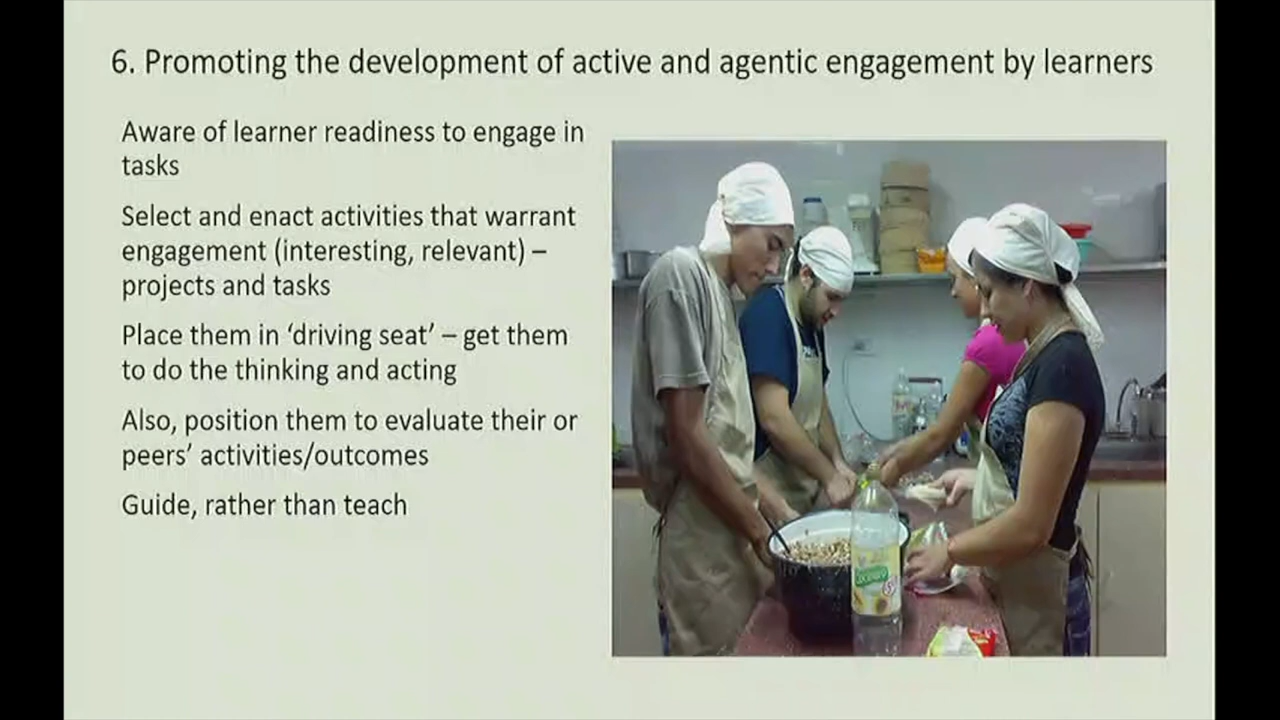 6. Promoting the development of active and agentic engagement by learners
Aware of learner readiness to engage in
tasks
Select and enact activities that warrant
engagement (interesting, relevant) –
projects and tasks
Place them in ‘driving seat’ – get them
to do the thinking and acting
Also, position them to evaluate their or
peers’ activities/outcomes
Guide, rather than teach